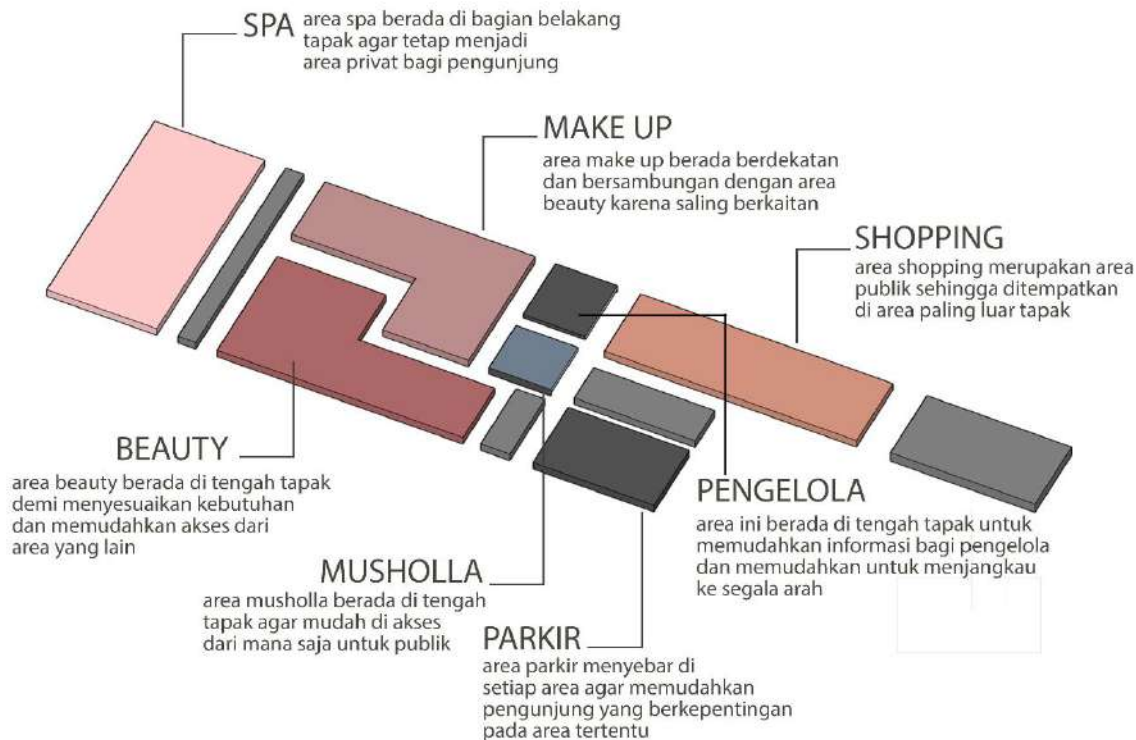 SPA
area spa berada di bagian belakang
tapak agar tetap menjadi
area privat bagi pengunjung
MAKE UP
area make up berada berdekatan
dan bersambungan dengan area
beauty karena saling berkaitan
SHOPPING
area shopping merupakan area
publik sehingga ditempatkan
di area paling luar tapak
BEAUTY
area beauty berada di tengah tapak
demi menyesuaikan kebutuhan
dan memudahkan akses dari
area yang lain
PENGELOLA
area ini berada di tengah tapak untuk
memudahkan informasi bagi pengelola
dan memudahkan untuk menjangkau
ke segala arah
MUSHOLLA
area musholla berada di tengah
tapak agar mudah di akses
dari mana saja untuk publik
PARKIR
area parkir menyebar di
setiap area agar memudahkan
pengunjung yang berkepentingan
pada area tertentu